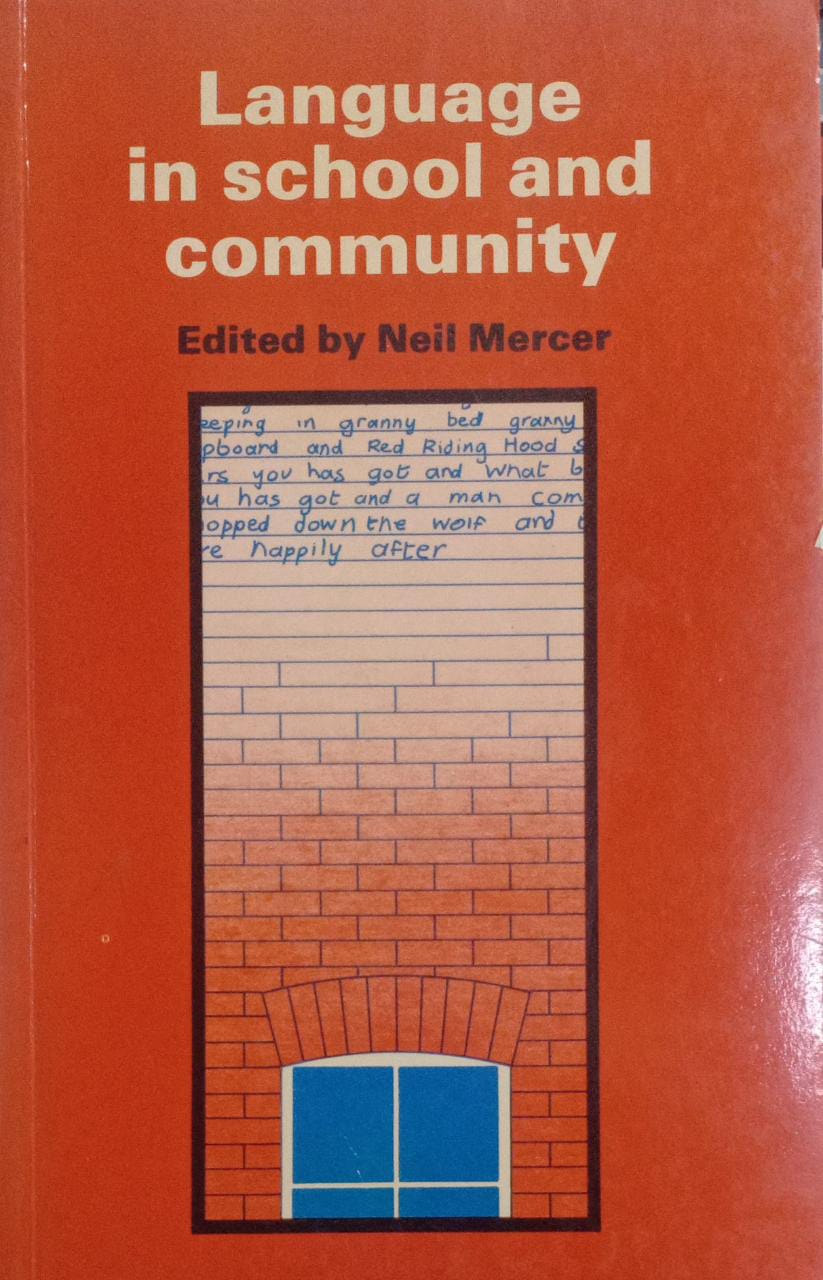 Language
in school and
community
Edited by Neil Mercer
eeping in granny bed granny
pboard and Red Riding Hood s
rs you has got and what b
u has got and a man com
opped down the wolf and t
re happily after